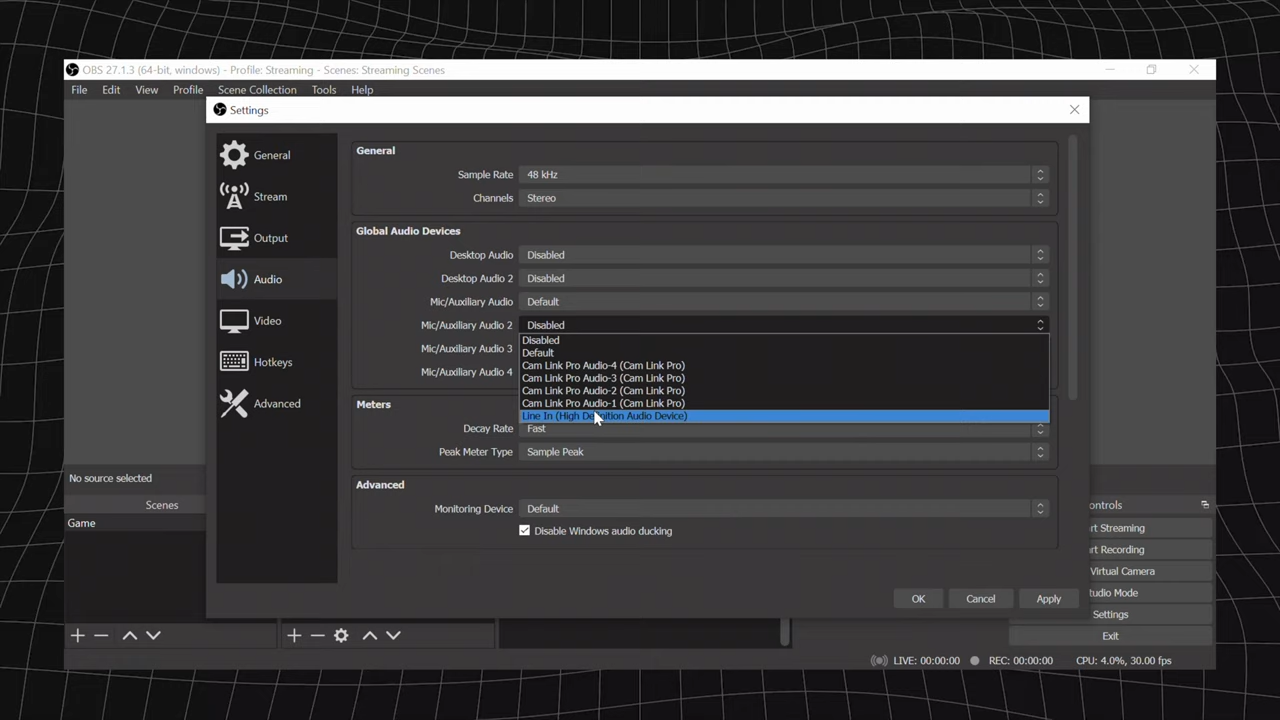 OBS 27.1.3 (64-bit, windows) - Profile: Streaming - Scenes: Streaming Scenes
File Edit View Profile Scene Collection Tools Help
Settings
General
Stream
Output
Audio
Video
Hotkeys
Advanced
General
Sample Rate 48 kHz
Channels Stereo
Global Audio Devices
Desktop Audio Disabled
Desktop Audio 2 Disabled
Mic/Auxiliary Audio Default
Mic/Auxiliary Audio 2 Disabled
Disabled
Default
Cam Link Pro Audio-4 (Cam Link Pro)
Cam Link Pro Audio-3 (Cam Link Pro)
Cam Link Pro Audio-2 (Cam Link Pro)
Cam Link Pro Audio-1 (Cam Link Pro)
Line In (High Definition Audio Device)
Mic/Auxiliary Audio 3
Mic/Auxiliary Audio 4
Meters
Decay Rate Fast
Peak Meter Type Sample Peak
Advanced
Monitoring Device Default
Disable Windows audio ducking
OK Cancel Apply
No source selected
Scenes
Game
ontrols
rt Streaming
rt Recording
Virtual Camera
tudio Mode
Settings
Exit
LIVE: 00:00:00 REC: 00:00:00 CPU: 4.0%, 30.00 fps